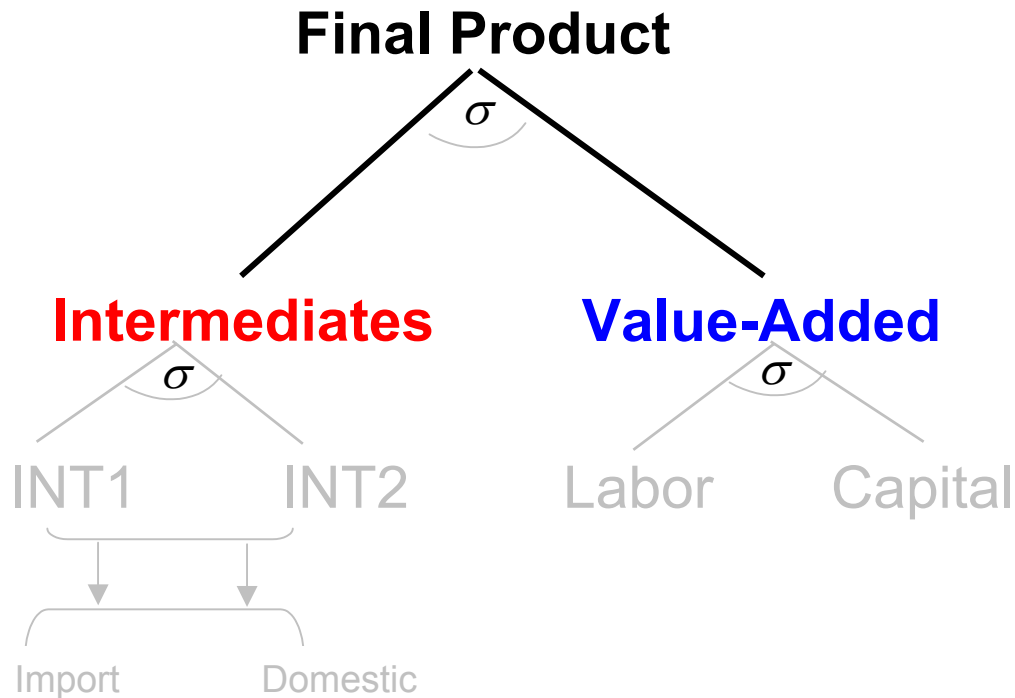 Final Product
σ
Intermediates Value-Added
σ σ
INT1 INT2 Labor Capital
Import Domestic